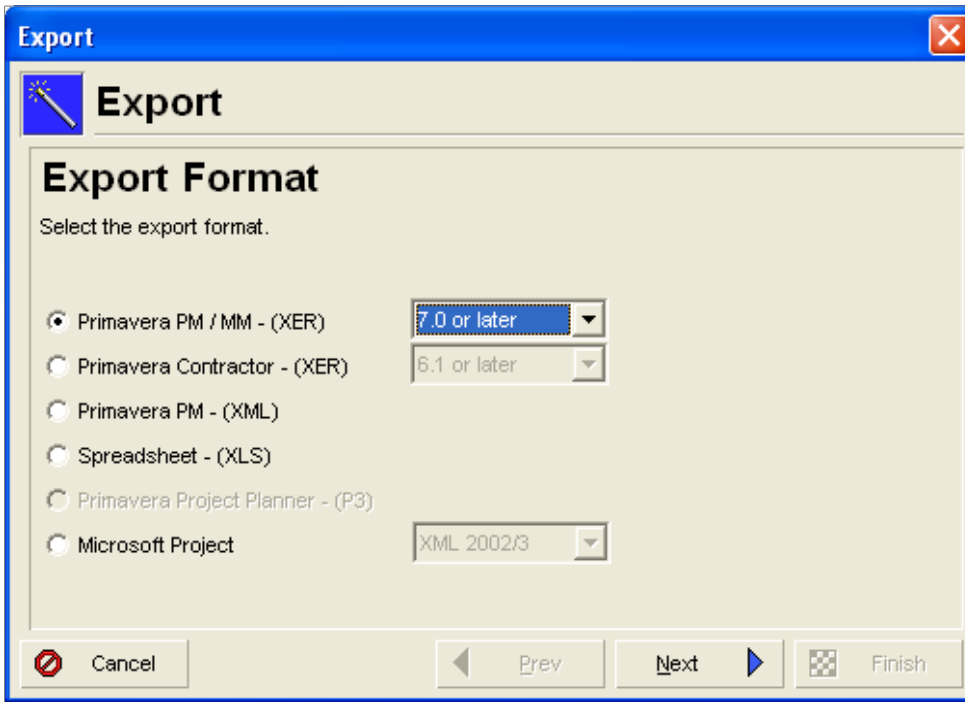 Export
Export
Export Format
Select the export format.
Primavera PM / MM - (XER) 7.0 or later
Primavera Contractor - (XER) 6.1 or later
Primavera PM - (XML)
Spreadsheet - (XLS)
Primavera Project Planner - (P3)
Microsoft Project XML 2002/3
Cancel Prev Next Finish